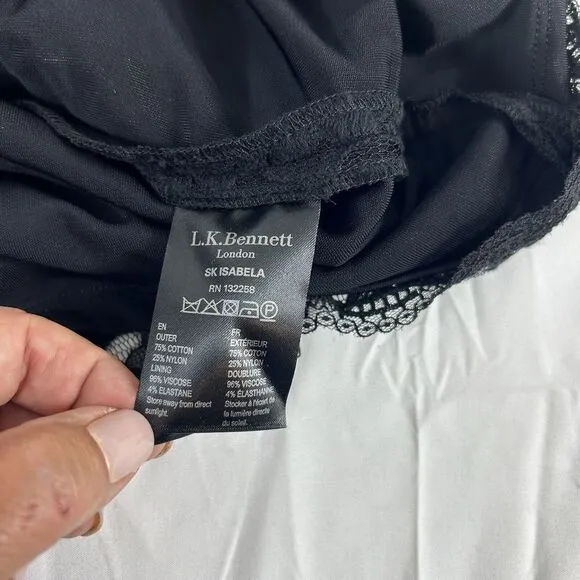 L.K.Bennett
London
SK ISABELA
RN 132258
P
EN
OUTER
75% COTTON
25% NYLON
LINING
96% VISCOSE
4% ELASTANE
Store away from direct
sunlight.
FR
EXTÉRIEUR
75% COTON
25% NYLON
DOUBLURE
96% VISCOSE
4% ÉLASTHANNE
Stocker à l'écart de
la lumière directe
du soleil.